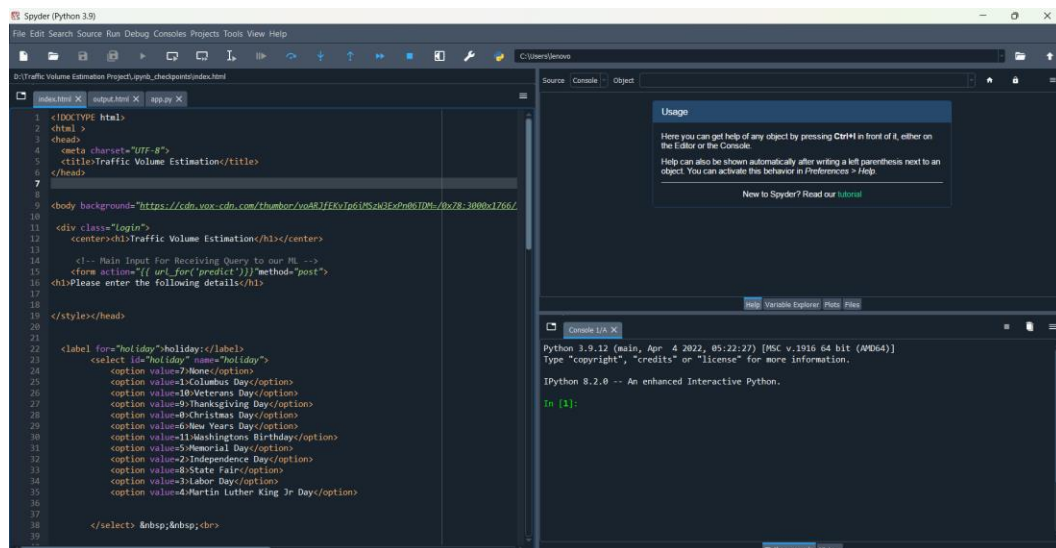 Spyder (Python 3.9)
File Edit Search Source Run Debug Consoles Projects Tools View Help
C:\Users\lenovo
D:\Traffic Volume Estimation Project\.ipynb_checkpoints\index.html
index.html X output.html X app.py X
1 <!DOCTYPE html>
2 <html >
3 <head>
4 <meta charset="UTF-8">
5 <title>Traffic Volume Estimation</title>
6 </head>
7
8
9 <body background="https://cdn.vox-cdn.com/thumbor/voARJfEKvTp6iMSzW3ExPn06TDM=/0x78:3000x1766/
10
11 <div class="login">
12 <center><h1>Traffic Volume Estimation</h1></center>
13
14 <!-- Main Input For Receiving Query to our ML -->
15 <form action="{{ url_for('predict')}}"method="post">
16 <h1>Please enter the following details</h1>
17
18
19 </style></head>
20
21
22 <label for="holiday">holiday:</label>
23 <select id="holiday" name="holiday">
24 <option value=7>None</option>
25 <option value=1>Columbus Day</option>
26 <option value=10>Veterans Day</option>
27 <option value=9>Thanksgiving Day</option>
28 <option value=0>Christmas Day</option>
29 <option value=6>New Years Day</option>
30 <option value=11>Washingtons Birthday</option>
31 <option value=5>Memorial Day</option>
32 <option value=2>Independence Day</option>
33 <option value=8>State Fair</option>
34 <option value=3>Labor Day</option>
35 <option value=4>Martin Luther King Jr Day</option>
36
37
38 </select> &nbsp;&nbsp;<br>
39
Source Console Object
Usage
Here you can get help of any object by pressing Ctrl+I in front of it, either on
the Editor or the Console.
Help can also be shown automatically after writing a left parenthesis next to an
object. You can activate this behavior in Preferences > Help.
New to Spyder? Read our tutorial
Help Variable Explorer Plots Files
Console 1/A X
Python 3.9.12 (main, Apr 4 2022, 05:22:27) [MSC v.1916 64 bit (AMD64)]
Type "copyright", "credits" or "license" for more information.
IPython 8.2.0 -- An enhanced Interactive Python.
In [1]: